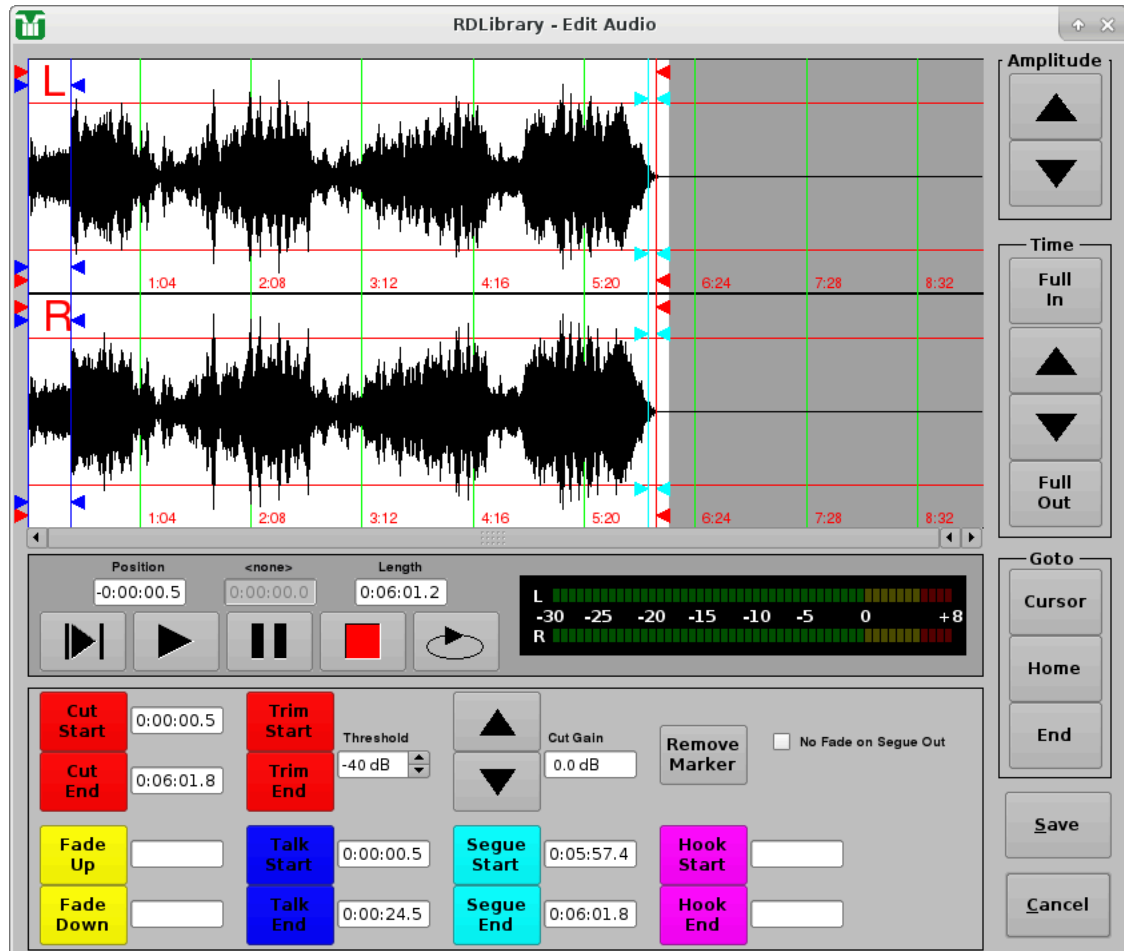 RDLibrary - Edit Audio
Amplitude
L
1:04 2:08 3:12 4:16 5:20 6:24 7:28 8:32
Time
Full In
R
1:04 2:08 3:12 4:16 5:20 6:24 7:28 8:32
Full Out
Position <none> Length
-0:00:00.5 0:00:00.0 0:06:01.2
L
-30 -25 -20 -15 -10 -5 0 +8
R
Goto
Cursor
Home
End
Cut Start 0:00:00.5
Trim Start
Threshold
-40 dB
Cut Gain
0.0 dB
Remove Marker
No Fade on Segue Out
Cut End 0:06:01.8
Trim End
Fade Up
Talk Start 0:00:00.5
Segue Start 0:05:57.4
Hook Start
Fade Down
Talk End 0:00:24.5
Segue End 0:06:01.8
Hook End
Save
Cancel